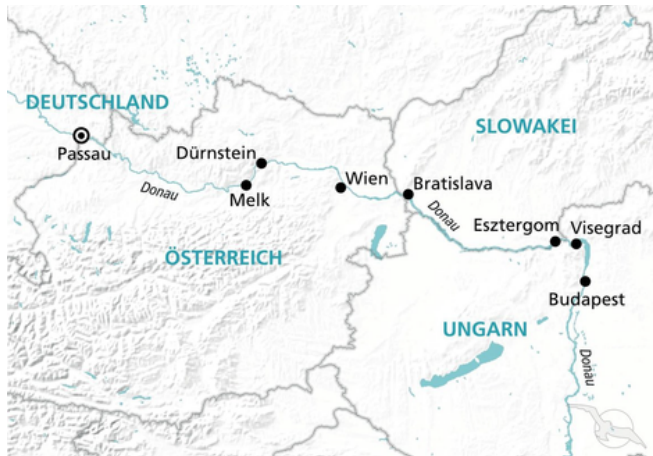 DEUTSCHLAND
Passau
Donau
Dürnstein
Melk
Wien
ÖSTERREICH
SLOWAKEI
Bratislava
Donau
Esztergom
Visegrad
Budapest
UNGARN
Donau